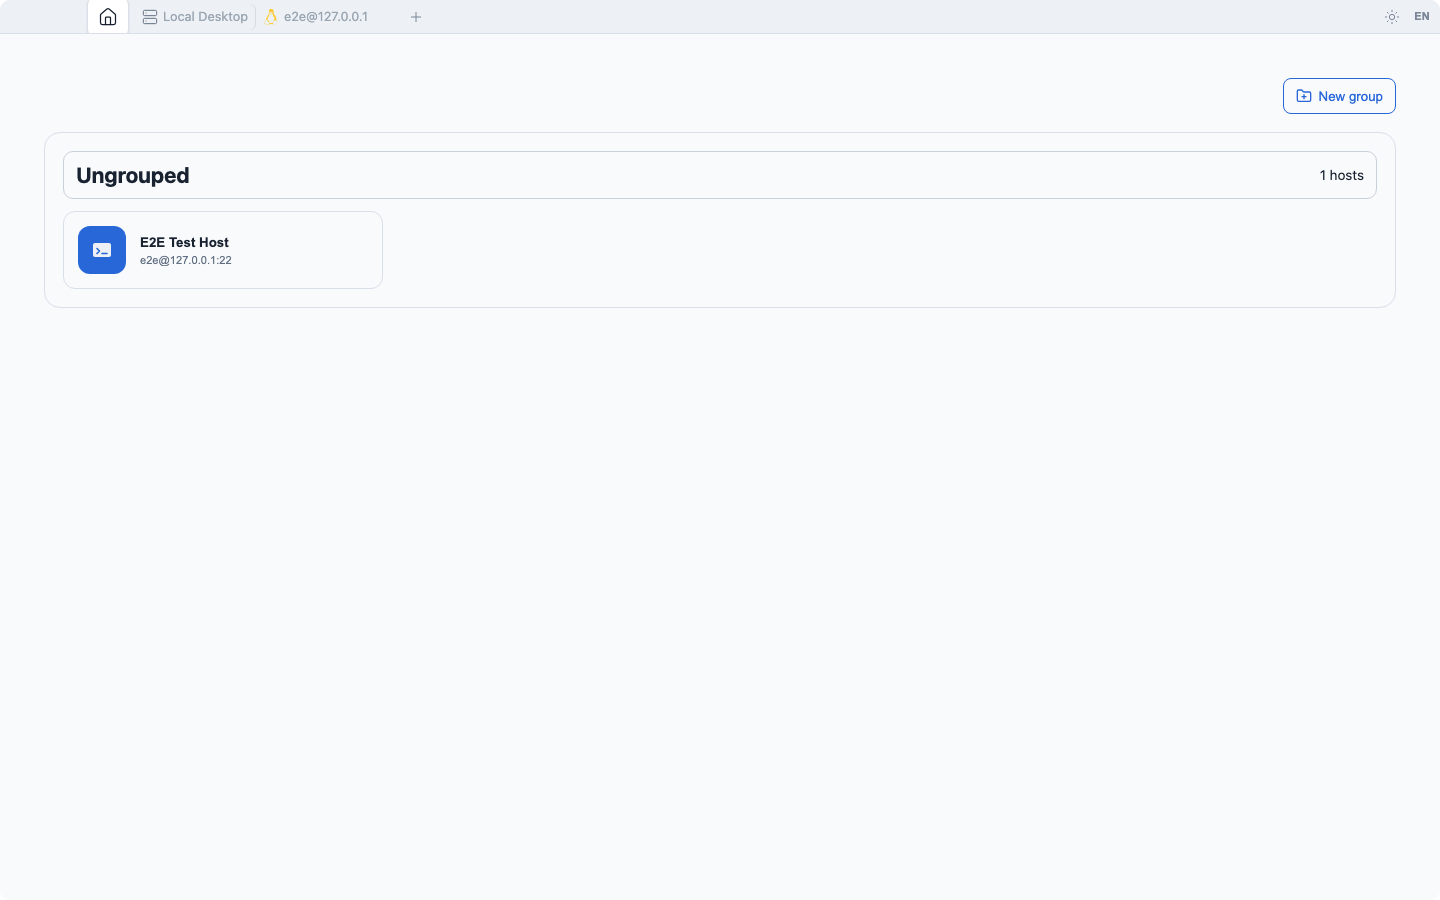 Local Desktop
e2e@127.0.0.1
EN
New group
Ungrouped
1 hosts
E2E Test Host
e2e@127.0.0.1:22